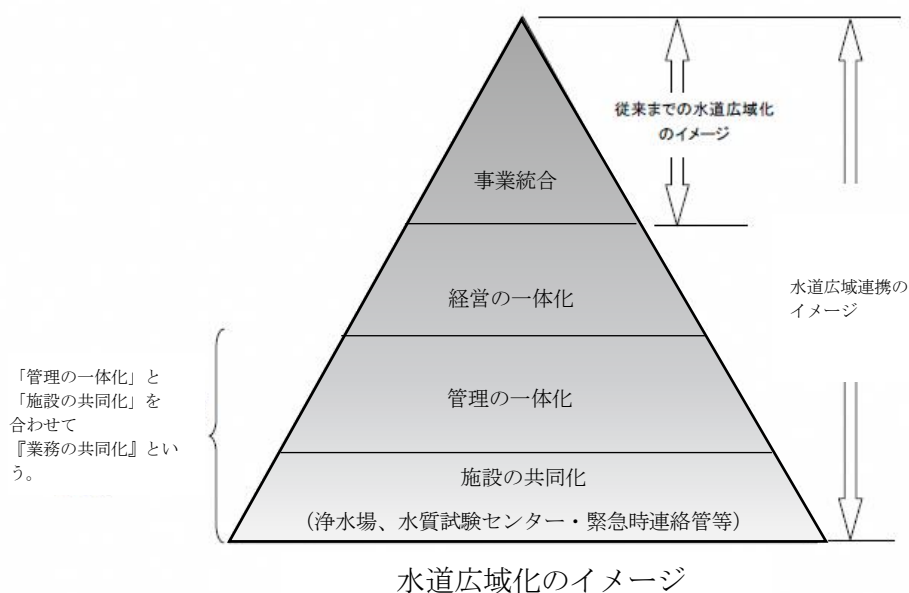 従来までの水道広域化
のイメージ
事業統合
経営の一体化
水道広域連携の
イメージ
管理の一体化
「管理の一体化」と
「施設の共同化」を
合わせて
『業務の共同化』とい
う。
施設の共同化
（浄水場、水質試験センター・緊急時連絡管等）
水道広域化のイメージ